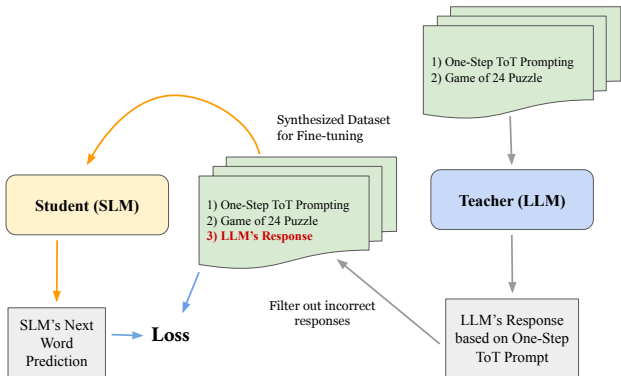 1) One-Step ToT Prompting
2) Game of 24 Puzzle
Synthesized Dataset
for Fine-tuning
Student (SLM)
1) One-Step ToT Prompting
2) Game of 24 Puzzle
3) LLM's Response
Teacher (LLM)
Filter out incorrect
responses
SLM's Next
Word
Prediction
Loss
LLM's Response
based on One-Step
ToT Prompt